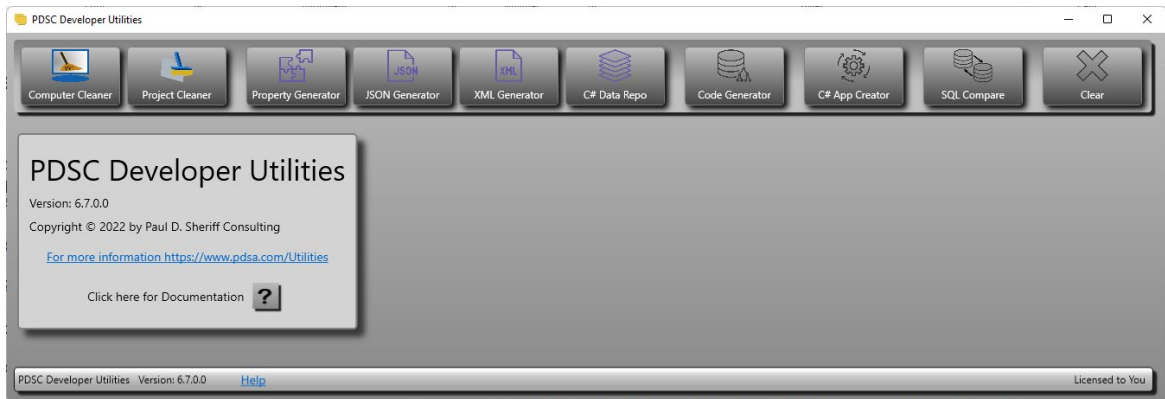 PDSC Developer Utilities
Computer Cleaner
Project Cleaner
Property Generator
JSON
JSON Generator
XML
XML Generator
C# Data Repo
Code Generator
C# App Creator
SQL Compare
Clear
PDSC Developer Utilities
Version: 6.7.0.0
Copyright © 2022 by Paul D. Sheriff Consulting
For more information https://www.pdsa.com/Utilities
Click here for Documentation ?
PDSC Developer Utilities Version: 6.7.0.0 Help Licensed to You